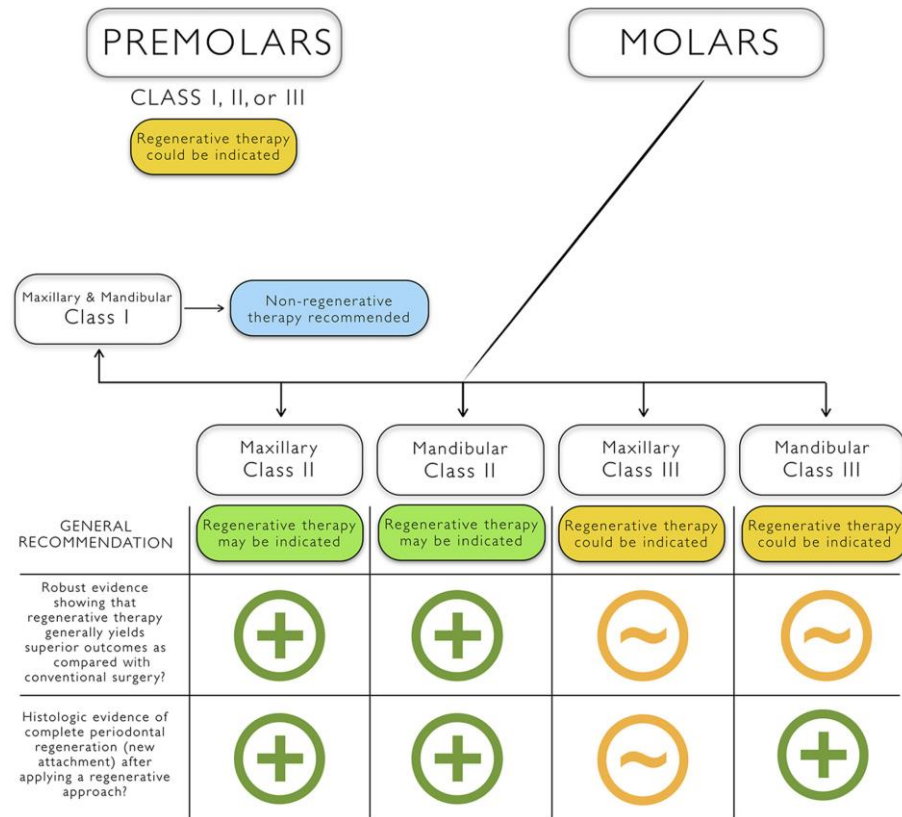 PREMOLARS
CLASS I, II, or III
Regenerative therapy
could be indicated
MOLARS
Maxillary & Mandibular
Class I
Non-regenerative
therapy recommended
Maxillary
Class II
Mandibular
Class II
Maxillary
Class III
Mandibular
Class III
GENERAL
RECOMMENDATION
Regenerative therapy
may be indicated
Regenerative therapy
may be indicated
Regenerative therapy
could be indicated
Regenerative therapy
could be indicated
Robust evidence
showing that
regenerative therapy
generally yields
superior outcomes as
compared with
conventional surgery?
+
+
~
~
Histologic evidence of
complete periodontal
regeneration (new
attachment) after
applying a regenerative
approach?
+
+
~
+